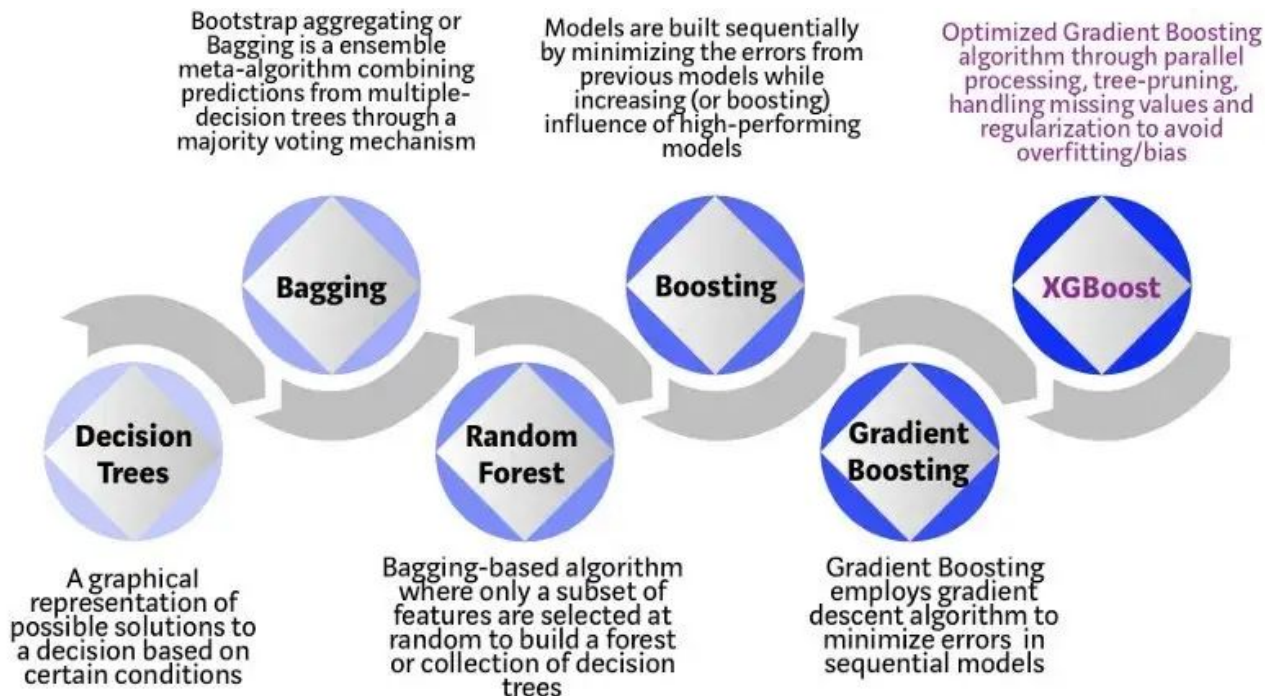 Bootstrap aggregating or
Bagging is a ensemble
meta-algorithm combining
predictions from multiple-
decision trees through a
majority voting mechanism
Models are built sequentially
by minimizing the errors from
previous models while
increasing (or boosting)
influence of high-performing
models
Optimized Gradient Boosting
algorithm through parallel
processing, tree-pruning,
handling missing values and
regularization to avoid
overfitting/bias
Bagging
Boosting
XGBoost
Decision
Trees
Random
Forest
Gradient
Boosting
A graphical
representation of
possible solutions to
a decision based on
certain conditions
Bagging-based algorithm
where only a subset of
features are selected at
random to build a forest
or collection of decision
trees
Gradient Boosting
employs gradient
descent algorithm to
minimize errors in
sequential models